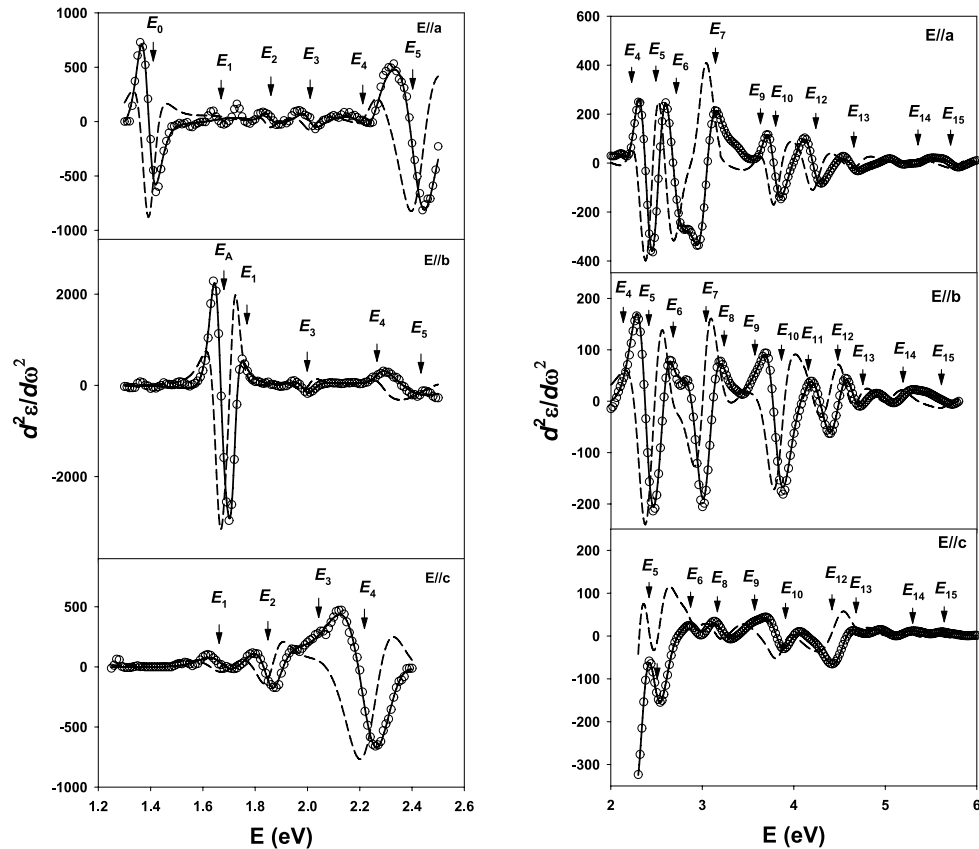 1000
E//a
500
0
-500
-1000
E₀
E₁
E₂
E₃
E₄
E₅
d²ε/dω²
E//b
2000
0
-2000
E_A
E₁
E₃
E₄
E₅
E//c
500
0
-500
-1000
E₁
E₂
E₃
E₄
1.2 1.4 1.6 1.8 2.0 2.2 2.4 2.6
E (eV)
E//a
400
200
0
-200
-400
E₄
E₅
E₆
E₇
E₉
E₁₀
E₁₂
E₁₃
E₁₄
E₁₅
d²ε/dω²
E//b
200
100
0
-100
-200
E₄
E₅
E₆
E₇
E₈
E₉
E₁₀
E₁₁
E₁₂
E₁₃
E₁₄
E₁₅
E//c
200
100
0
-100
-200
-300
E₅
E₆
E₈
E₉
E₁₀
E₁₂
E₁₃
E₁₄
E₁₅
2 3 4 5 6
E (eV)